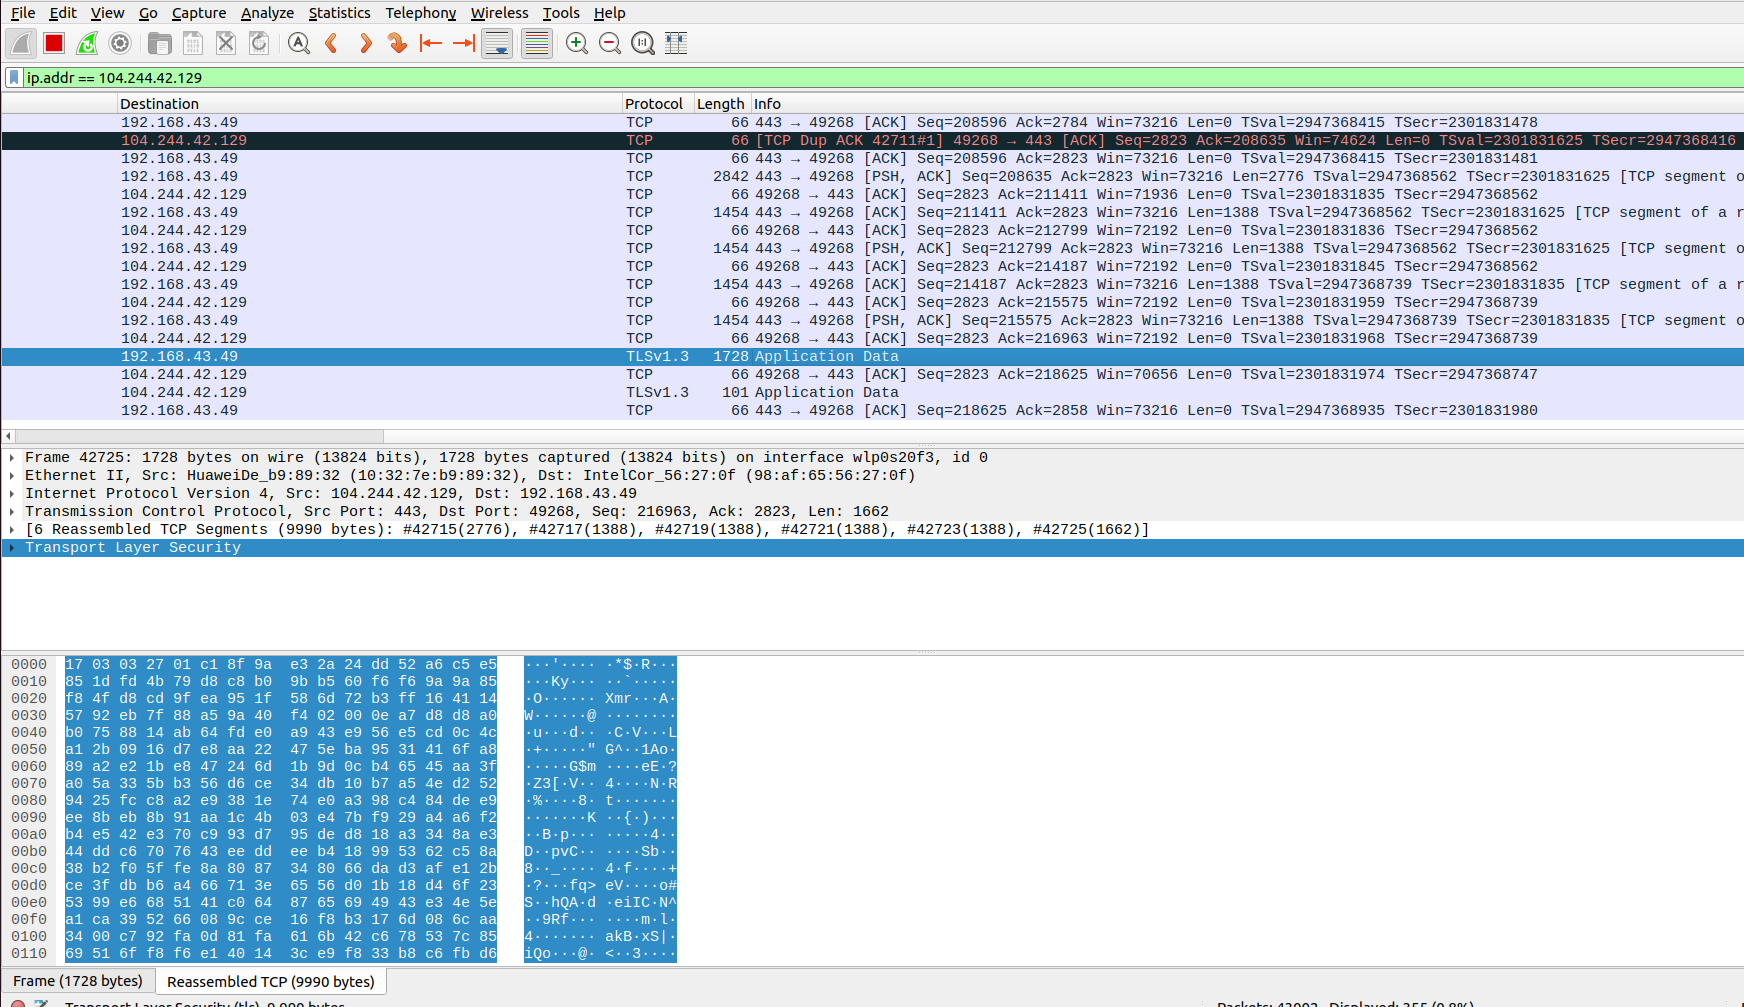 File Edit View Go Capture Analyze Statistics Telephony Wireless Tools Help
ip.addr == 104.244.42.129
Destination Protocol Length Info
192.168.43.49 TCP 66 443 → 49268 [ACK] Seq=208596 Ack=2784 Win=73216 Len=0 TSval=2947368415 TSecr=2301831478
104.244.42.129 TCP 66 [TCP Dup ACK 42711#1] 49268 → 443 [ACK] Seq=2823 Ack=208635 Win=74624 Len=0 TSval=2301831625 TSecr=2947368416
192.168.43.49 TCP 66 443 → 49268 [ACK] Seq=208596 Ack=2823 Win=73216 Len=0 TSval=2947368415 TSecr=2301831481
192.168.43.49 TCP 2842 443 → 49268 [PSH, ACK] Seq=208635 Ack=2823 Win=73216 Len=2776 TSval=2947368562 TSecr=2301831625 [TCP segment o
104.244.42.129 TCP 66 49268 → 443 [ACK] Seq=2823 Ack=211411 Win=71936 Len=0 TSval=2301831835 TSecr=2947368562
192.168.43.49 TCP 1454 443 → 49268 [ACK] Seq=211411 Ack=2823 Win=73216 Len=1388 TSval=2947368562 TSecr=2301831625 [TCP segment of a r
104.244.42.129 TCP 66 49268 → 443 [ACK] Seq=2823 Ack=212799 Win=72192 Len=0 TSval=2301831836 TSecr=2947368562
192.168.43.49 TCP 1454 443 → 49268 [PSH, ACK] Seq=212799 Ack=2823 Win=73216 Len=1388 TSval=2947368562 TSecr=2301831625 [TCP segment o
104.244.42.129 TCP 66 49268 → 443 [ACK] Seq=2823 Ack=214187 Win=72192 Len=0 TSval=2301831845 TSecr=2947368562
192.168.43.49 TCP 1454 443 → 49268 [ACK] Seq=214187 Ack=2823 Win=73216 Len=1388 TSval=2947368739 TSecr=2301831835 [TCP segment of a r
104.244.42.129 TCP 66 49268 → 443 [ACK] Seq=2823 Ack=215575 Win=72192 Len=0 TSval=2301831959 TSecr=2947368739
192.168.43.49 TCP 1454 443 → 49268 [PSH, ACK] Seq=215575 Ack=2823 Win=73216 Len=1388 TSval=2947368739 TSecr=2301831835 [TCP segment o
104.244.42.129 TCP 66 49268 → 443 [ACK] Seq=2823 Ack=216963 Win=72192 Len=0 TSval=2301831968 TSecr=2947368739
192.168.43.49 TLSv1.3 1728 Application Data
104.244.42.129 TCP 66 49268 → 443 [ACK] Seq=2823 Ack=218625 Win=70656 Len=0 TSval=2301831974 TSecr=2947368747
104.244.42.129 TLSv1.3 101 Application Data
192.168.43.49 TCP 66 443 → 49268 [ACK] Seq=218625 Ack=2858 Win=73216 Len=0 TSval=2947368935 TSecr=2301831980
Frame 42725: 1728 bytes on wire (13824 bits), 1728 bytes captured (13824 bits) on interface wlp0s20f3, id 0
Ethernet II, Src: HuaweiDe_b9:89:32 (10:32:7e:b9:89:32), Dst: IntelCor_56:27:0f (98:af:65:56:27:0f)
Internet Protocol Version 4, Src: 104.244.42.129, Dst: 192.168.43.49
Transmission Control Protocol, Src Port: 443, Dst Port: 49268, Seq: 216963, Ack: 2823, Len: 1662
[6 Reassembled TCP Segments (9990 bytes): #42715(2776), #42717(1388), #42719(1388), #42721(1388), #42723(1388), #42725(1662)]
Transport Layer Security
0000 17 03 03 27 01 c1 8f 9a e3 2a 24 dd 52 a6 c5 e5 ···'···· ·*$·R···
0010 85 1d fd 4b 79 d8 c8 b0 9b b5 60 f6 f6 9a 9a 85 ···Ky··· ··`·····
0020 f8 4f d8 cd 9f ea 95 1f 58 6d 72 b3 ff 16 41 14 ·O······ Xmr···A·
0030 57 92 eb 7f 88 a5 9a 40 f4 02 00 0e a7 d8 d8 a0 W······@ ········
0040 b0 75 88 14 ab 64 fd e0 a9 43 e9 56 e5 cd 0c 4c ·u···d·· ·C·V···L
0050 a1 2b 09 16 d7 e8 aa 22 47 5e ba 95 31 41 6f a8 ·+·····" G^··1Ao·
0060 89 a2 e2 1b e8 47 24 6d 1b 9d 0c b4 65 45 aa 3f ·····G$m ····eE·?
0070 a0 5a 33 5b b3 56 d6 ce 34 db 10 b7 a5 4e d2 52 ·Z3[·V·· 4····N·R
0080 94 25 fc c8 a2 e9 38 1e 74 e0 a3 98 c4 84 de e9 ·%····8· t·······
0090 ee 8b eb 8b 91 aa 1c 4b 03 e4 7b f9 29 a4 a6 f2 ·······K ··{·)···
00a0 b4 e5 42 e3 70 c9 93 d7 95 de d8 18 a3 34 8a e3 ··B·p··· ·····4··
00b0 44 dd c6 70 76 43 ee dd ee b4 18 99 53 62 c5 8a D··pvC·· ····Sb··
00c0 38 b2 f0 5f fe 8a 80 87 34 80 66 da d3 af e1 2b 8··_···· 4·f····+
00d0 ce 3f db b6 a4 66 71 3e 65 56 d0 1b 18 d4 6f 23 ·?···fq> eV····o#
00e0 53 99 e6 68 51 41 c0 64 87 65 69 49 43 e3 4e 5e S··hQA·d ·eiIC·N^
00f0 a1 ca 39 52 66 08 9c ce 16 f8 b3 17 6d 08 6c aa ··9Rf··· ····m·l·
0100 34 00 c7 92 fa 0d 81 fa 61 6b 42 c6 78 53 7c 85 4······· akB·xS|·
0110 69 51 6f f8 f6 e1 40 14 3c e9 f8 33 b8 c6 fb d6 iQo···@· <··3····
Frame (1728 bytes) Reassembled TCP (9990 bytes)
Transport Layer Security (tls), 9,990 bytes Packets: 43002 · Displayed: 355 (0.8%)